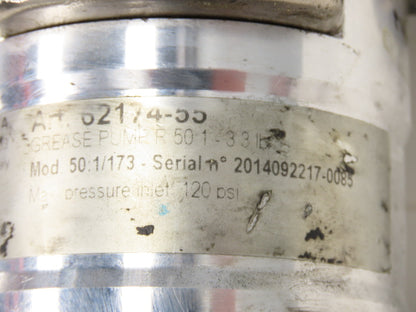 62174-55
GREASE PUMP R 50:1 - 3.3 lb
Mod. 50:1/173 - Serial n° 2014092217-0085
Max pressure inlet 120 psi